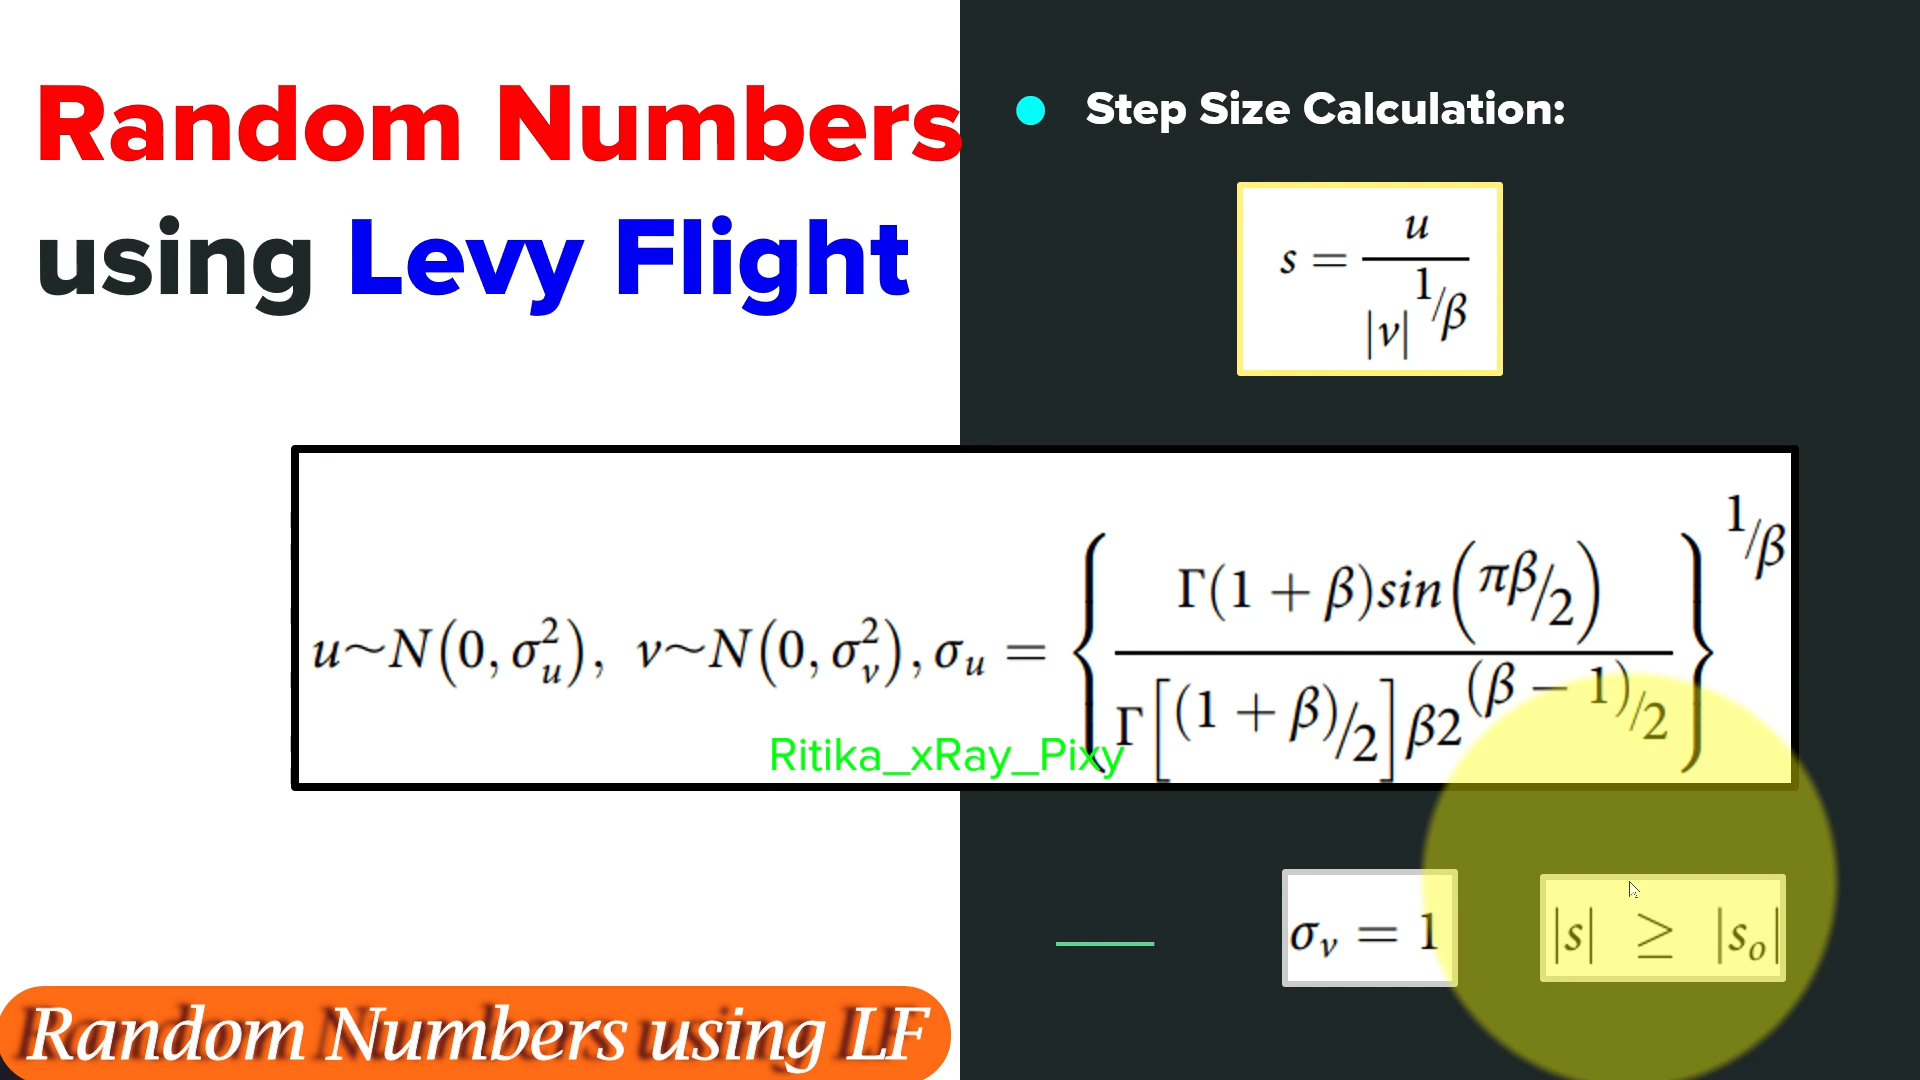 Random Numbers
using Levy Flight
Step Size Calculation:
s = u / |v|^1/β
u~N(0, σ_u^2), v~N(0, σ_v^2), σ_u = { Γ(1 + β)sin(πβ/2) / Γ[(1 + β)/2]β2^(β − 1)/2 }^1/β
Ritika_xRay_Pixy
σ_v = 1
|s| ≥ |s_o|
Random Numbers using LF